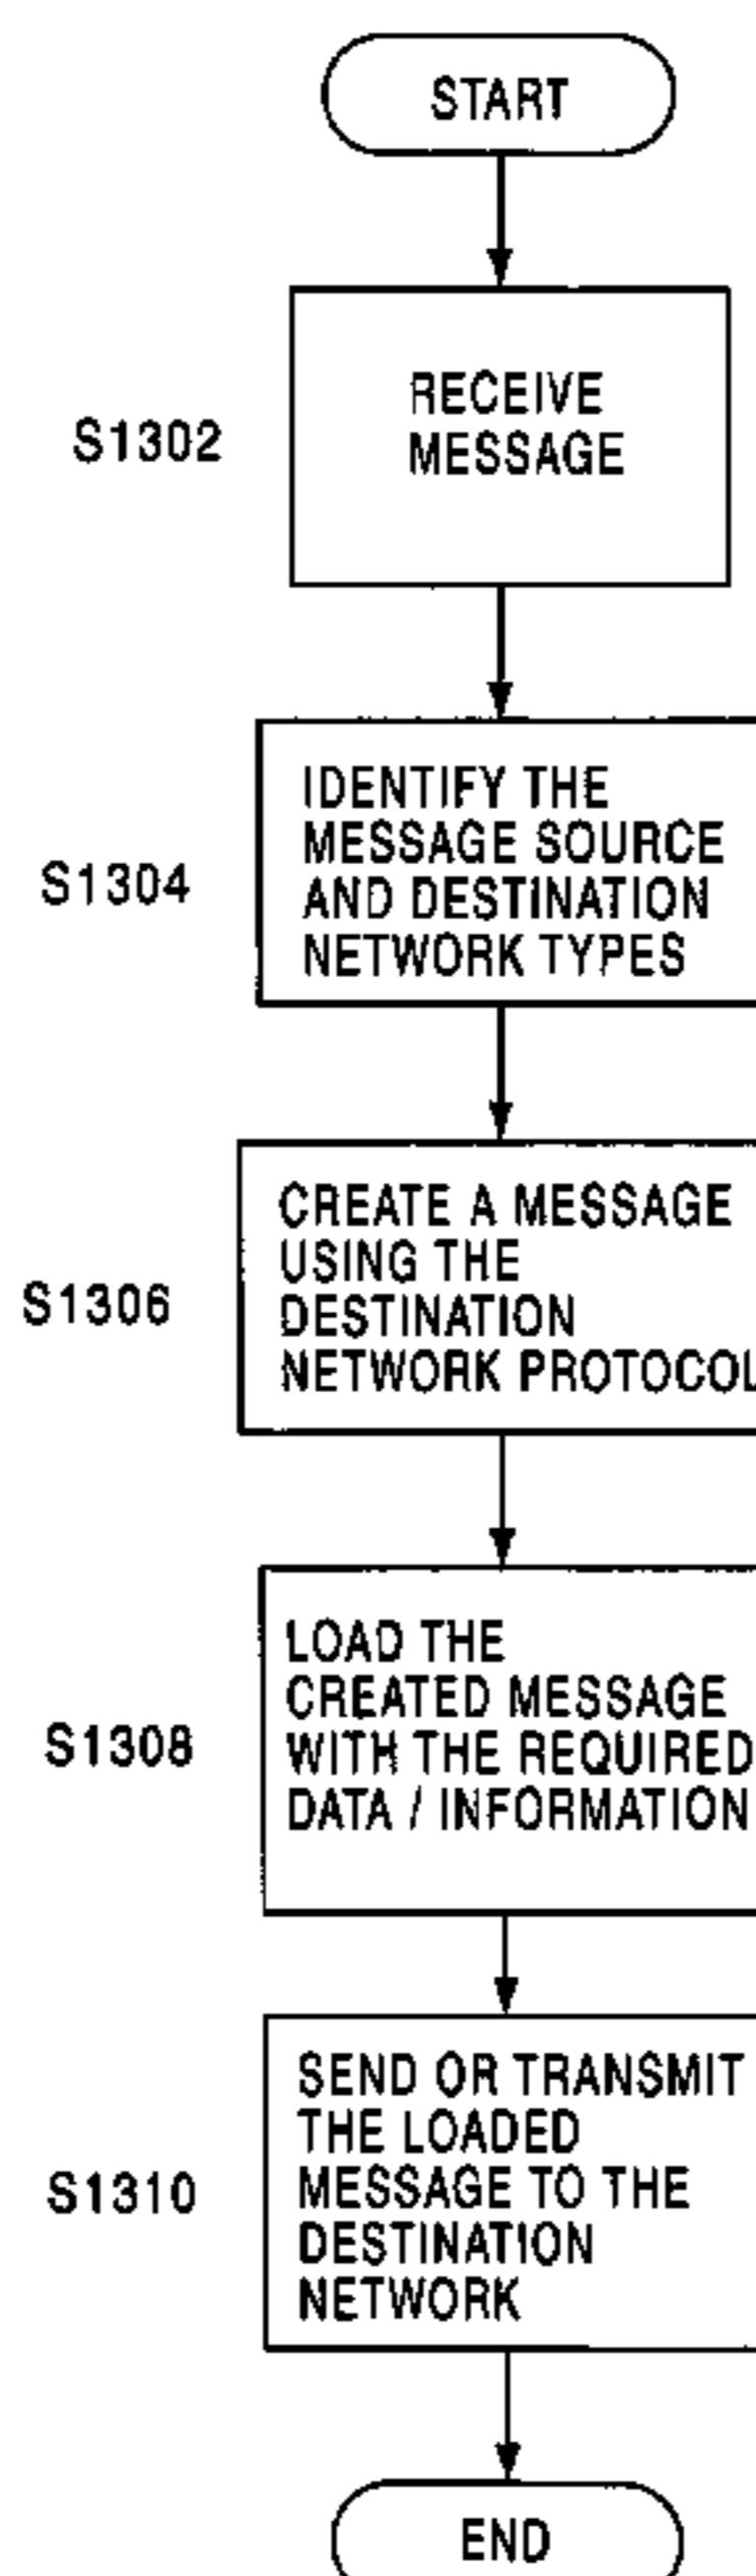 START
S1302
RECEIVE
MESSAGE
S1304
IDENTIFY THE
MESSAGE SOURCE
AND DESTINATION
NETWORK TYPES
S1306
CREATE A MESSAGE
USING THE
DESTINATION
NETWORK PROTOCOL
S1308
LOAD THE
CREATED MESSAGE
WITH THE REQUIRED
DATA / INFORMATION
S1310
SEND OR TRANSMIT
THE LOADED
MESSAGE TO THE
DESTINATION
NETWORK
END